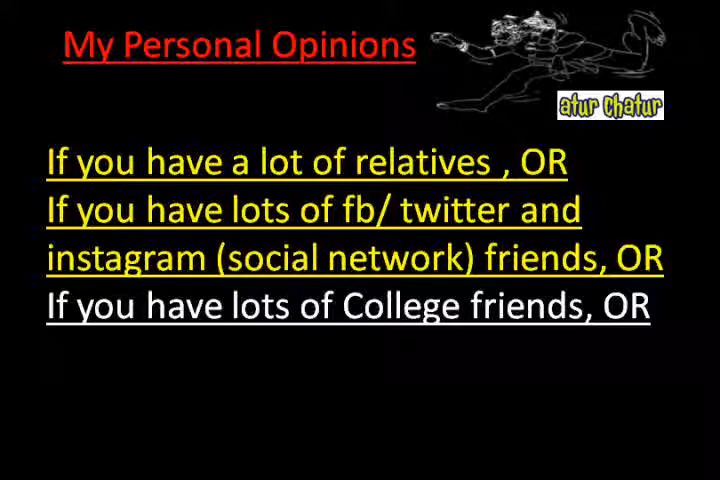 My Personal Opinions
atur chatur
If you have a lot of relatives , OR
If you have lots of fb/ twitter and
instagram (social network) friends, OR
If you have lots of College friends, OR